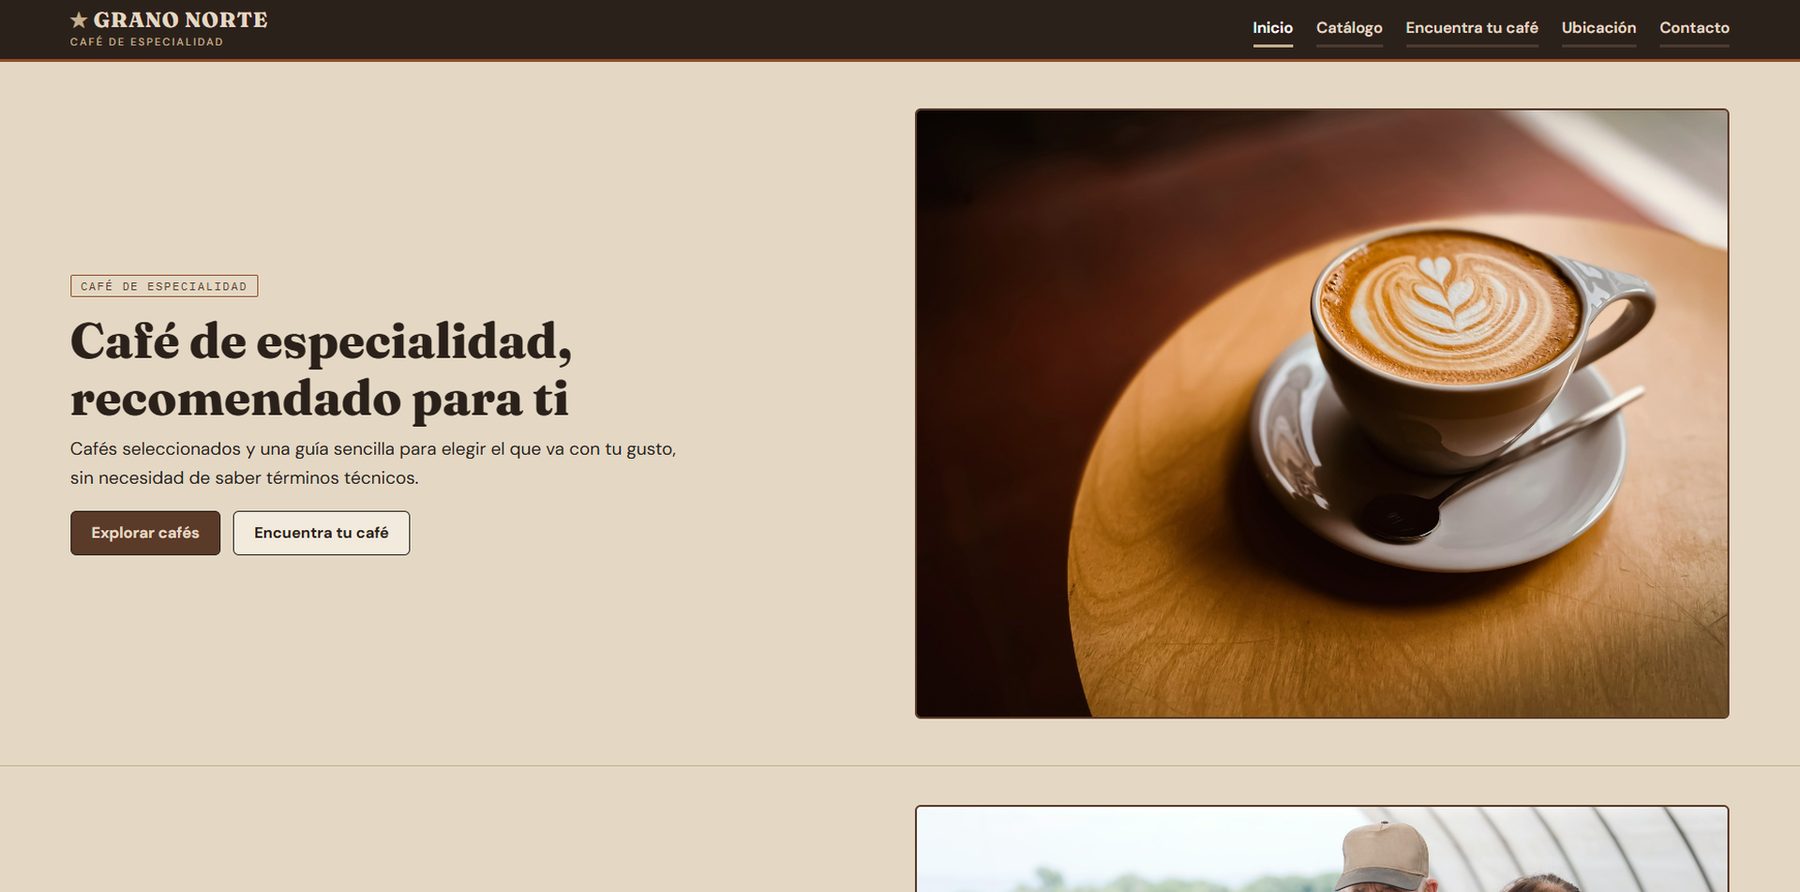 ★ GRANO NORTE
CAFÉ DE ESPECIALIDAD
Inicio Catálogo Encuentra tu café Ubicación Contacto
CAFÉ DE ESPECIALIDAD
Café de especialidad,
recomendado para ti
Cafés seleccionados y una guía sencilla para elegir el que va con tu gusto,
sin necesidad de saber términos técnicos.
Explorar cafés Encuentra tu café